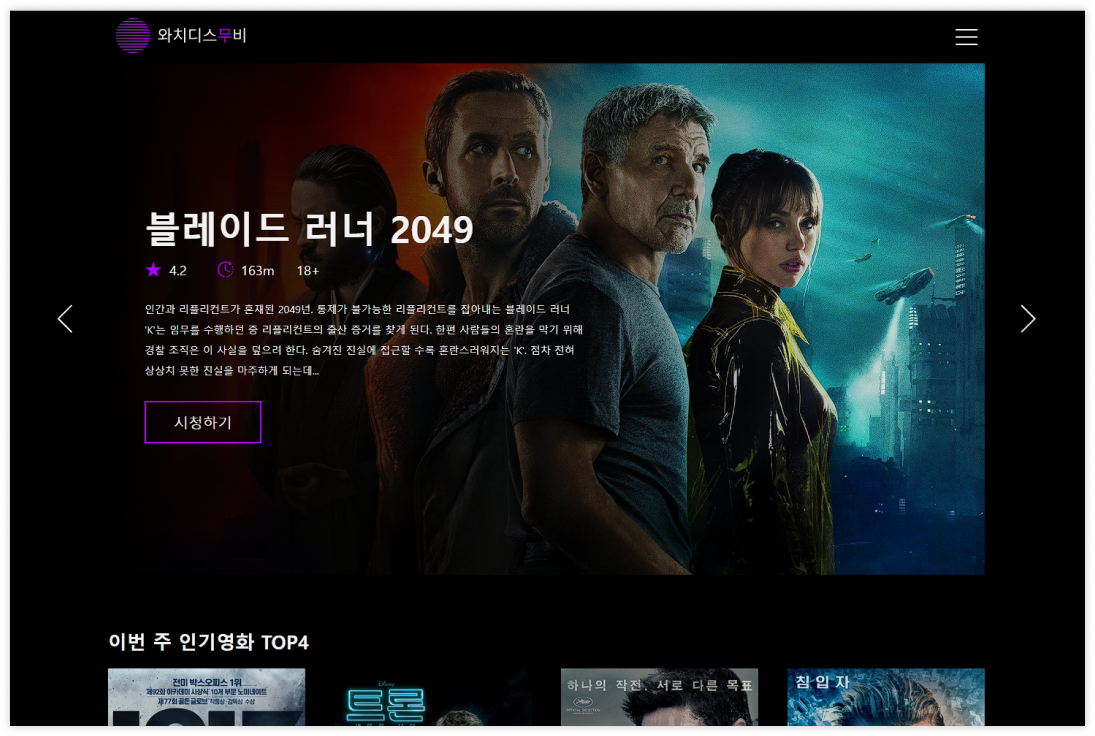 와치디스무비
블레이드 러너 2049
4.2 163m 18+
인간과 리플리컨트가 혼재된 2049년. 통제가 불가능한 리플리컨트를 잡아내는 블레이드 러너
'K'는 임무를 수행하던 중 리플리컨트의 출산 증거를 찾게 된다. 한편 사람들의 혼란을 막기 위해
경찰 조직은 이 사실을 덮으려 한다. 숨겨진 진실에 접근할 수록 혼란스러워지는 'K'. 점차 전혀
상상치 못한 진실을 마주하게 되는데...
시청하기
이번 주 인기영화 TOP4
전미 박스오피스 1위
제92회 아카데미 시상식 10개 부문 노미네이트
제77회 골든글로브 작품상·감독상 수상
Disney
트론
하나의 작전. 서로 다른 목표
침입자